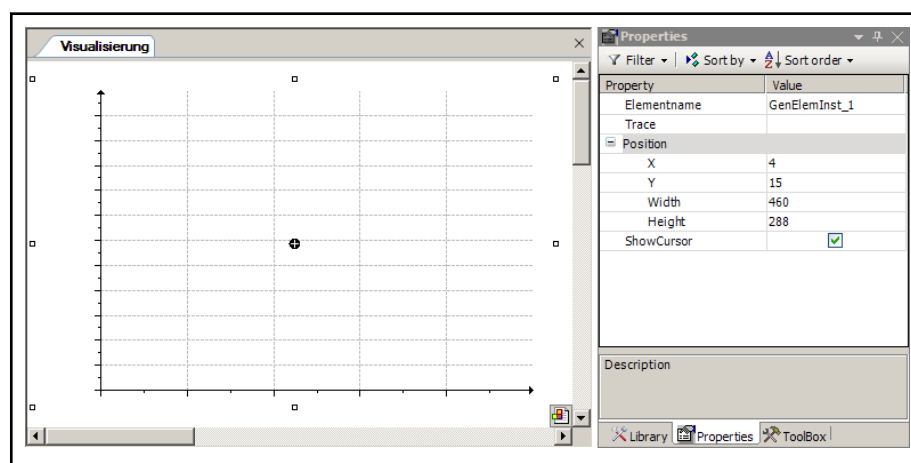 Visualisierung
Properties
Filter Sort by Sort order
Property Value
Elementname GenElemInst_1
Trace
Position
X 4
Y 15
Width 460
Height 288
ShowCursor
Description
Library Properties ToolBox